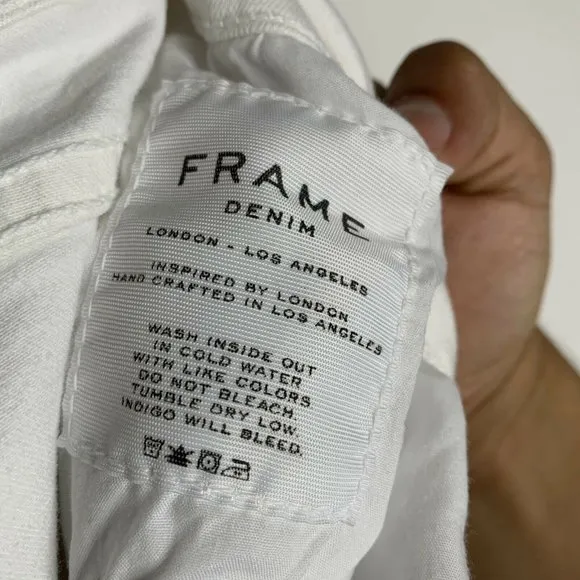 FRAME
DENIM
LONDON - LOS ANGELES
INSPIRED BY LONDON
HAND CRAFTED IN LOS ANGELES
WASH INSIDE OUT
IN COLD WATER
WITH LIKE COLORS
DO NOT BLEACH.
TUMBLE DRY LOW.
INDIGO WILL BLEED.